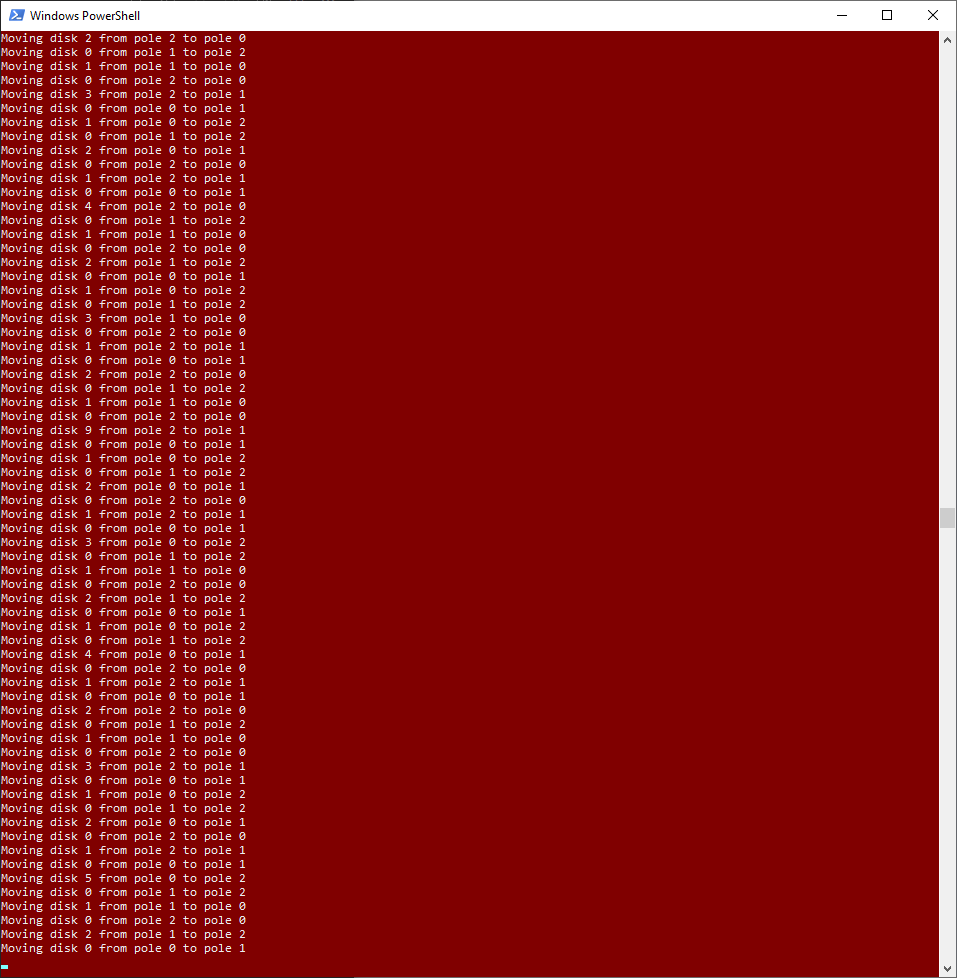 Windows PowerShell
Moving disk 2 from pole 2 to pole 0
Moving disk 0 from pole 1 to pole 2
Moving disk 1 from pole 1 to pole 0
Moving disk 0 from pole 2 to pole 0
Moving disk 3 from pole 2 to pole 1
Moving disk 0 from pole 0 to pole 1
Moving disk 1 from pole 0 to pole 2
Moving disk 0 from pole 1 to pole 2
Moving disk 2 from pole 0 to pole 1
Moving disk 0 from pole 2 to pole 0
Moving disk 1 from pole 2 to pole 1
Moving disk 0 from pole 0 to pole 1
Moving disk 4 from pole 2 to pole 0
Moving disk 0 from pole 1 to pole 2
Moving disk 1 from pole 1 to pole 0
Moving disk 0 from pole 2 to pole 0
Moving disk 2 from pole 1 to pole 2
Moving disk 0 from pole 0 to pole 1
Moving disk 1 from pole 0 to pole 2
Moving disk 0 from pole 1 to pole 2
Moving disk 3 from pole 1 to pole 0
Moving disk 0 from pole 2 to pole 0
Moving disk 1 from pole 2 to pole 1
Moving disk 0 from pole 0 to pole 1
Moving disk 2 from pole 2 to pole 0
Moving disk 0 from pole 1 to pole 2
Moving disk 1 from pole 1 to pole 0
Moving disk 0 from pole 2 to pole 0
Moving disk 9 from pole 2 to pole 1
Moving disk 0 from pole 0 to pole 1
Moving disk 1 from pole 0 to pole 2
Moving disk 0 from pole 1 to pole 2
Moving disk 2 from pole 0 to pole 1
Moving disk 0 from pole 2 to pole 0
Moving disk 1 from pole 2 to pole 1
Moving disk 0 from pole 0 to pole 1
Moving disk 3 from pole 0 to pole 2
Moving disk 0 from pole 1 to pole 2
Moving disk 1 from pole 1 to pole 0
Moving disk 0 from pole 2 to pole 0
Moving disk 2 from pole 1 to pole 2
Moving disk 0 from pole 0 to pole 1
Moving disk 1 from pole 0 to pole 2
Moving disk 0 from pole 1 to pole 2
Moving disk 4 from pole 0 to pole 1
Moving disk 0 from pole 2 to pole 0
Moving disk 1 from pole 2 to pole 1
Moving disk 0 from pole 0 to pole 1
Moving disk 2 from pole 2 to pole 0
Moving disk 0 from pole 1 to pole 2
Moving disk 1 from pole 1 to pole 0
Moving disk 0 from pole 2 to pole 0
Moving disk 3 from pole 2 to pole 1
Moving disk 0 from pole 0 to pole 1
Moving disk 1 from pole 0 to pole 2
Moving disk 0 from pole 1 to pole 2
Moving disk 2 from pole 0 to pole 1
Moving disk 0 from pole 2 to pole 0
Moving disk 1 from pole 2 to pole 1
Moving disk 0 from pole 0 to pole 1
Moving disk 5 from pole 0 to pole 2
Moving disk 0 from pole 1 to pole 2
Moving disk 1 from pole 1 to pole 0
Moving disk 0 from pole 2 to pole 0
Moving disk 2 from pole 1 to pole 2
Moving disk 0 from pole 0 to pole 1